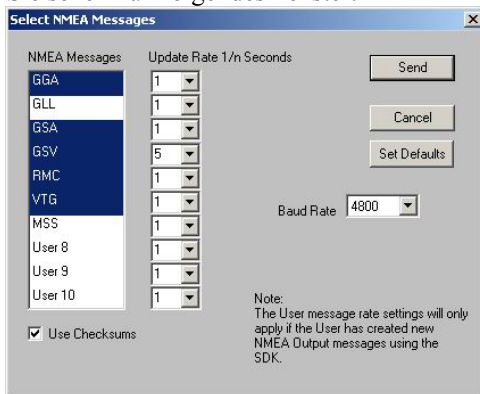 Select NMEA Messages
NMEA Messages Update Rate 1/n Seconds
GGA 1
GLL 1
GSA 1
GSV 5
RMC 1
VTG 1
MSS 1
User 8 1
User 9 1
User 10 1
Use Checksums
Send
Cancel
Set Defaults
Baud Rate 4800
Note:
The User message rate settings will only
apply if the User has created new
NMEA Output messages using the
SDK.